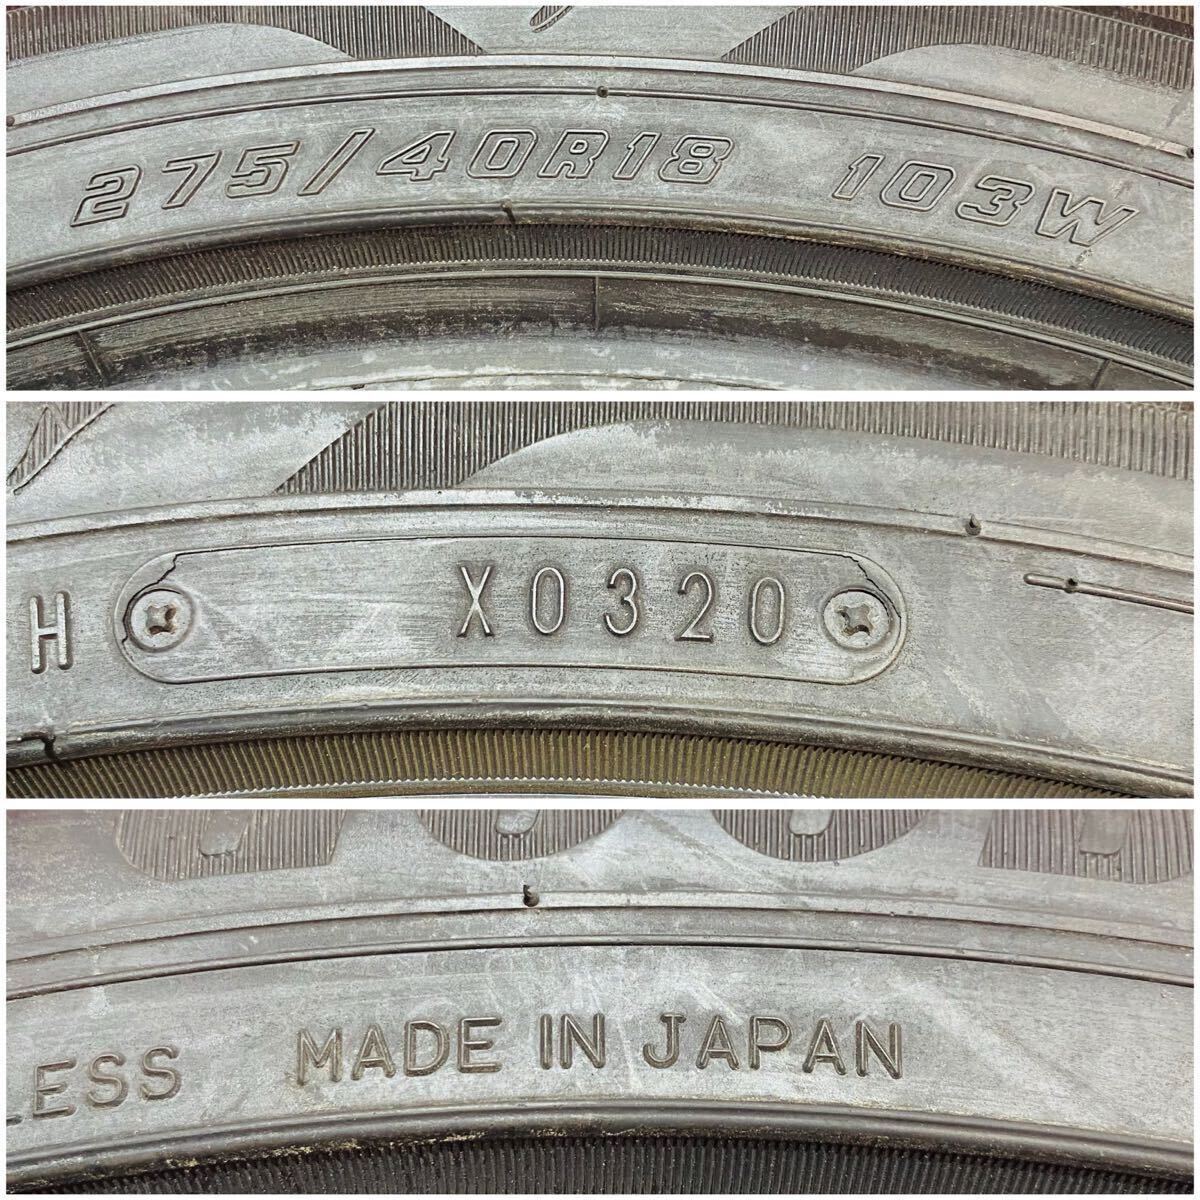 275/40R18 103W
H X0320
LESS MADE IN JAPAN